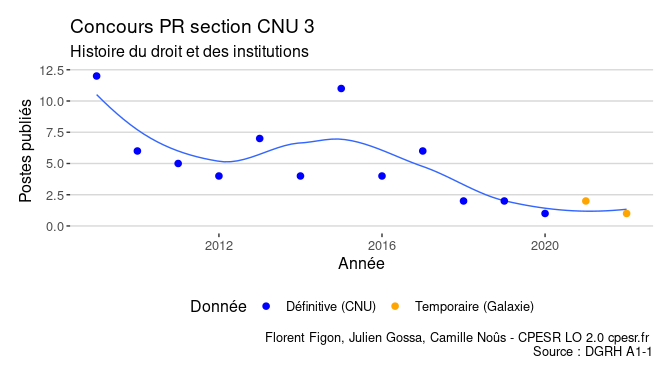 Concours PR section CNU 3
Histoire du droit et des institutions
12.5
10.0
7.5
5.0
2.5
0.0
Postes publiés
2012 2016 2020
Année
Donnée Définitive (CNU) Temporaire (Galaxie)
Florent Figon, Julien Gossa, Camille Noûs - CPESR LO 2.0 cpesr.fr
Source : DGRH A1-1